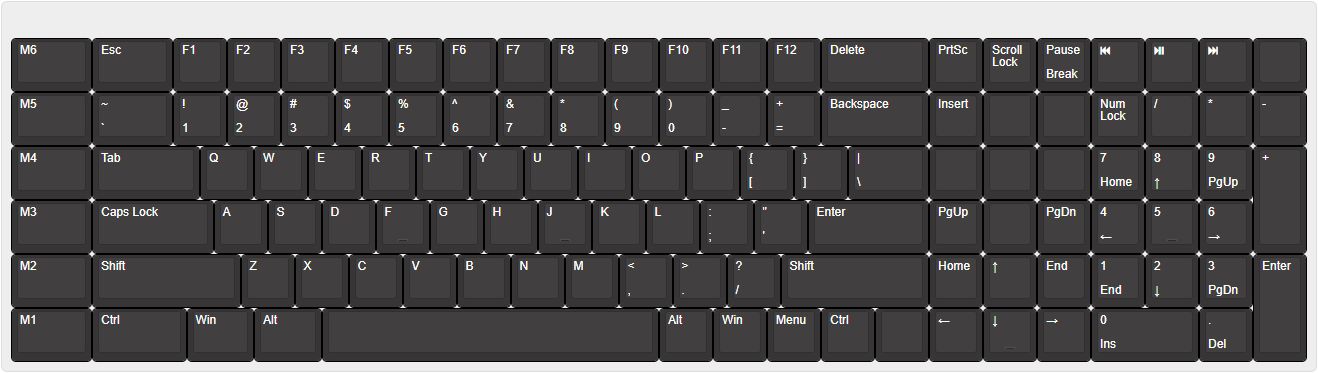 M6 Esc F1 F2 F3 F4 F5 F6 F7 F8 F9 F10 F11 F12 Delete PrtSc Scroll Pause ⏮ ⏯ ⏭
Lock
Break
M5 ~ ! @ # $ % ^ & * ( ) _ + Backspace Insert Num / * -
Lock
` 1 2 3 4 5 6 7 8 9 0 - =
M4 Tab Q W E R T Y U I O P { } | 7 8 9 +
[ ] \ Home ↑ PgUp
M3 Caps Lock A S D F G H J K L : " Enter PgUp PgDn 4 5 6
_ _ ; ' ← _ →
M2 Shift Z X C V B N M < > ? Shift Home ↑ End 1 2 3 Enter
, . / End ↓ PgDn
M1 Ctrl Win Alt Alt Win Menu Ctrl ← ↓ → 0 .
_ Ins Del